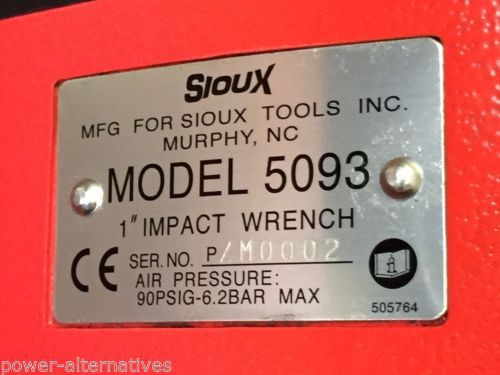 SIOUX
MFG FOR SIOUX TOOLS INC.
MURPHY, NC
MODEL 5093
1" IMPACT WRENCH
CE SER. NO. P/M0002
AIR PRESSURE:
90PSIG-6.2BAR MAX
505764
power-alternatives